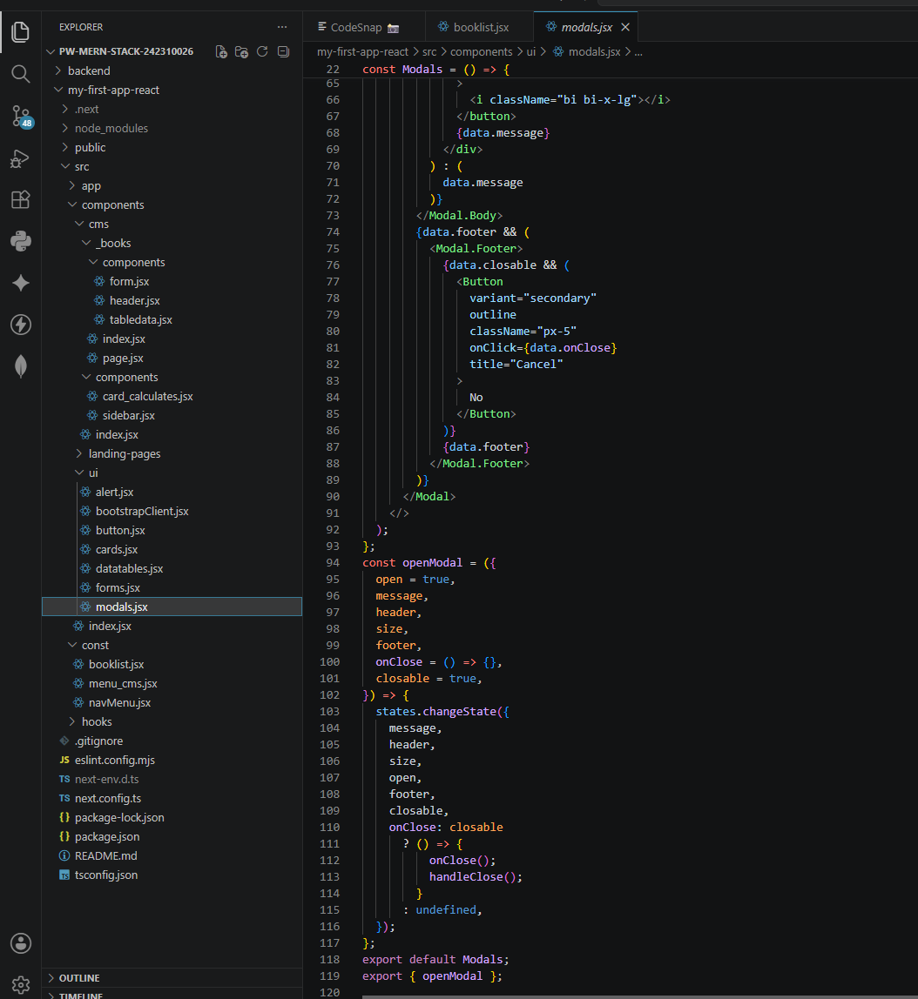 EXPLORER
PW-MERN-STACK-242310026
backend
my-first-app-react
.next
node_modules
public
src
app
components
cms
_books
components
form.jsx
header.jsx
tabledata.jsx
index.jsx
page.jsx
components
card_calculates.jsx
sidebar.jsx
index.jsx
landing-pages
ui
alert.jsx
bootstrapClient.jsx
button.jsx
cards.jsx
datatables.jsx
forms.jsx
modals.jsx
index.jsx
const
booklist.jsx
menu_cms.jsx
navMenu.jsx
hooks
.gitignore
JS eslint.config.mjs
TS next-env.d.ts
TS next.config.ts
{} package-lock.json
{} package.json
README.md
TS tsconfig.json
OUTLINE
TIMELINE
48
CodeSnap 📸 booklist.jsx modals.jsx
my-first-app-react > src > components > ui > modals.jsx > ...
22 const Modals = () => {
65 >
66 <i className="bi bi-x-lg"></i>
67 </button>
68 {data.message}
69 </div>
70 ) : (
71 data.message
72 )}
73 </Modal.Body>
74 {data.footer && (
75 <Modal.Footer>
76 {data.closable && (
77 <Button
78 variant="secondary"
79 outline
80 className="px-5"
81 onClick={data.onClose}
82 title="Cancel"
83 >
84 No
85 </Button>
86 )}
87 {data.footer}
88 </Modal.Footer>
89 )}
90 </Modal>
91 </>
92 );
93 };
94 const openModal = ({
95 open = true,
96 message,
97 header,
98 size,
99 footer,
100 onClose = () => {},
101 closable = true,
102 }) => {
103 states.changeState({
104 message,
105 header,
106 size,
107 open,
108 footer,
109 closable,
110 onClose: closable
111 ? () => {
112 onClose();
113 handleClose();
114 }
115 : undefined,
116 });
117 };
118 export default Modals;
119 export { openModal };
120